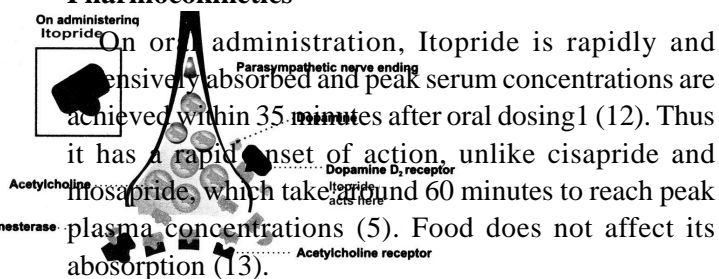 On administering
Itopride
On oral administration, Itopride is rapidly and
ensively absorbed and peak serum concentrations are
achieved within 35 minutes after oral dosing1 (12). Thus
it has a rapid onset of action, unlike cisapride and
mosapride, which take around 60 minutes to reach peak
plasma concentrations (5). Food does not affect its
abosorption (13).
Parasympathetic nerve ending
Dopamine
Dopamine D₂ receptor
Itopride
acts here
Acetylcholine
nesterase
Acetylcholine receptor